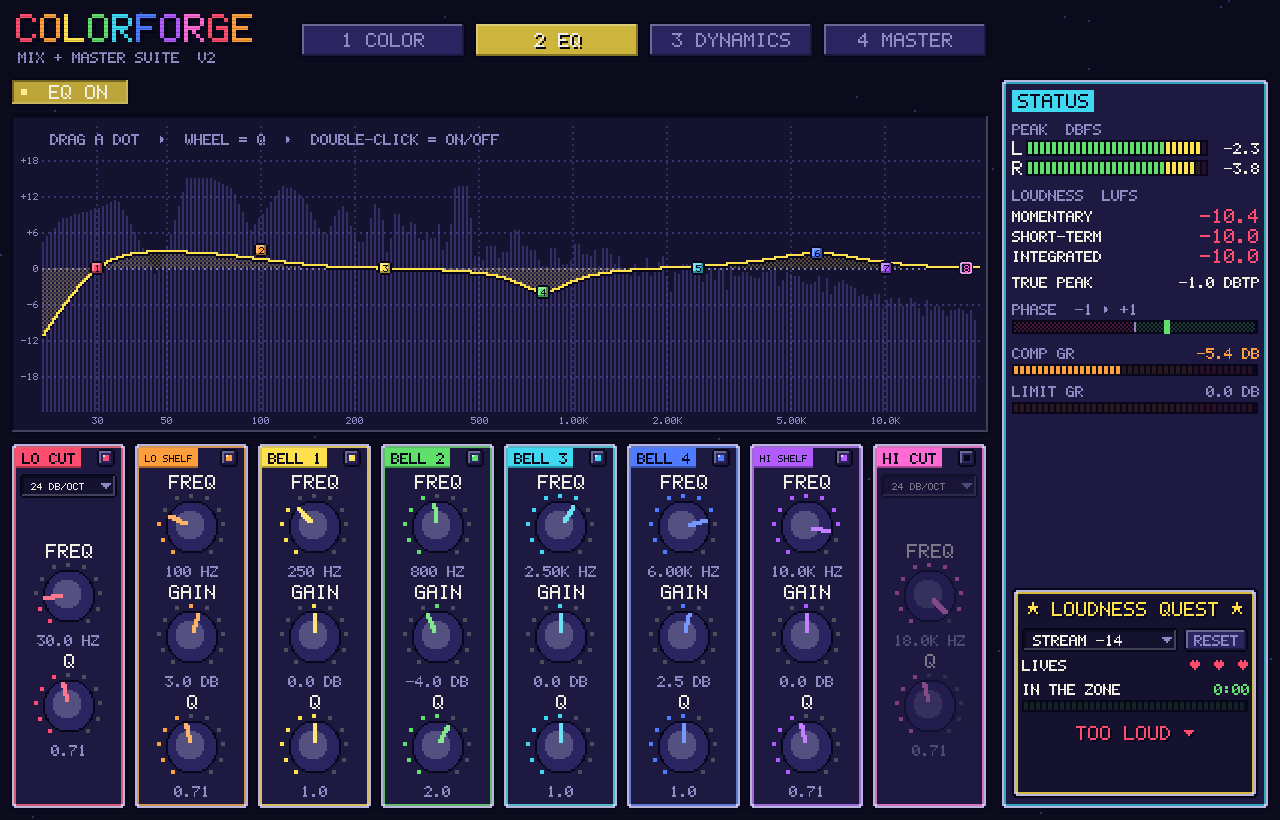 COLORFORGE
MIX + MASTER SUITE V2
1 COLOR
2 EQ
3 DYNAMICS
4 MASTER
EQ ON
DRAG A DOT ▸ WHEEL = Q ▸ DOUBLE-CLICK = ON/OFF
+18
+12
+6
0
-6
-12
-18
1
2
3
4
5
6
7
8
30 50 100 200 500 1.00K 2.00K 5.00K 10.0K
LO CUT
24 DB/OCT
FREQ
30.0 HZ
Q
0.71
LO SHELF
FREQ
100 HZ
GAIN
3.0 DB
Q
0.71
BELL 1
FREQ
250 HZ
GAIN
0.0 DB
Q
1.0
BELL 2
FREQ
800 HZ
GAIN
-4.0 DB
Q
2.0
BELL 3
FREQ
2.50K HZ
GAIN
0.0 DB
Q
1.0
BELL 4
FREQ
6.00K HZ
GAIN
2.5 DB
Q
1.0
HI SHELF
FREQ
10.0K HZ
GAIN
0.0 DB
Q
0.71
HI CUT
24 DB/OCT
FREQ
18.0K HZ
Q
0.71
STATUS
PEAK DBFS
L -2.3
R -3.8
LOUDNESS LUFS
MOMENTARY -10.4
SHORT-TERM -10.0
INTEGRATED -10.0
TRUE PEAK -1.0 DBTP
PHASE -1 ▸ +1
COMP GR -5.4 DB
LIMIT GR 0.0 DB
★ LOUDNESS QUEST ★
STREAM -14
RESET
LIVES ♥ ♥ ♥
IN THE ZONE 0:00
TOO LOUD ▾